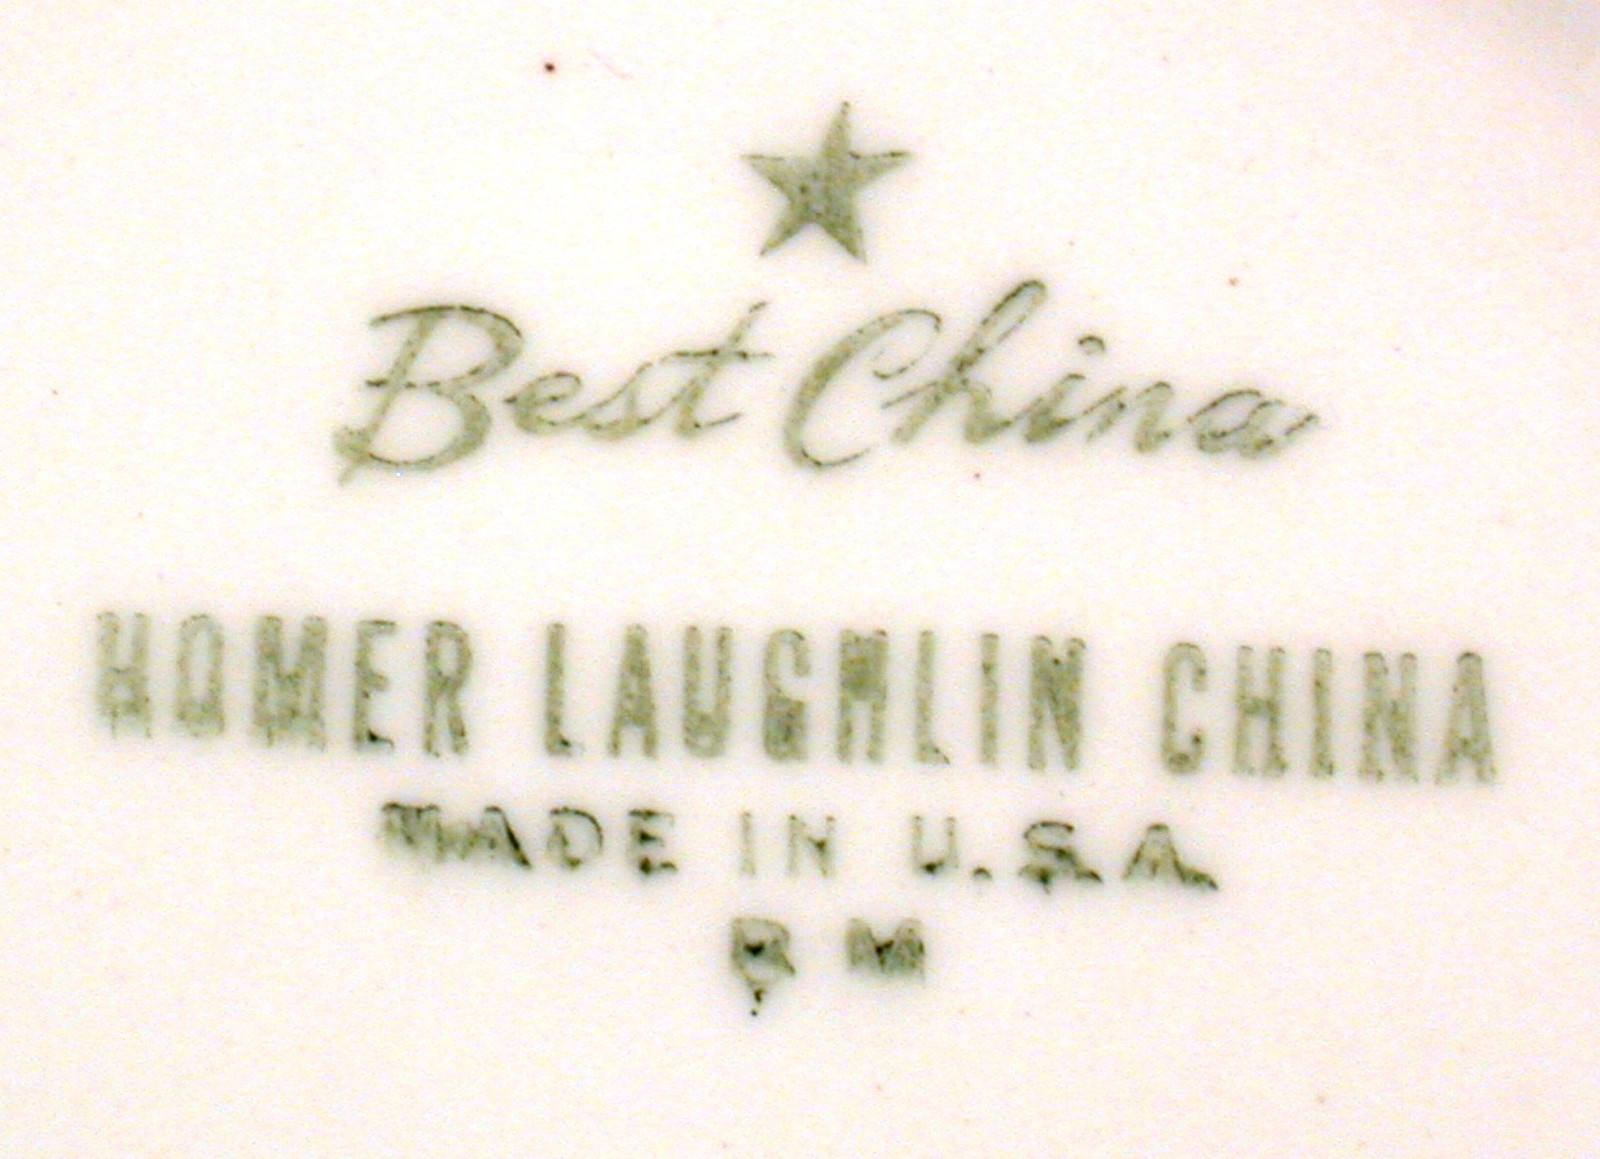 Best China
HOMER LAUGHLIN CHINA
MADE IN U.S.A.
B M